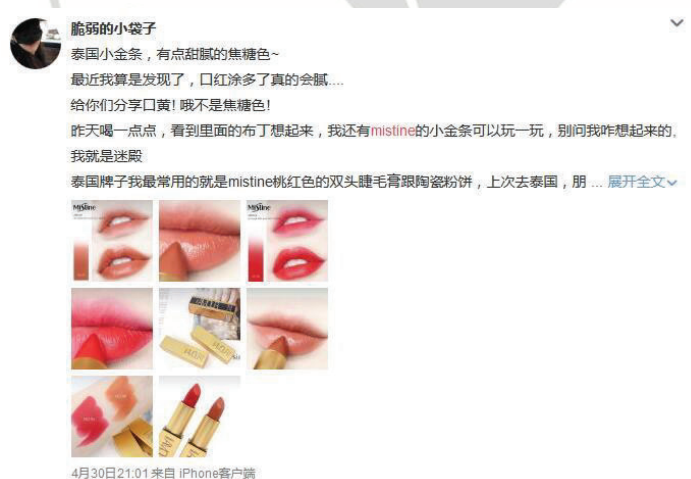 脆弱的小袋子
泰国小金条，有点甜腻的焦糖色~
最近我算是发现了，口红涂多了真的会腻....
给你们分享口黄! 哦不是焦糖色!
昨天喝一点点，看到里面的布丁想起来，我还有mistine的小金条可以玩一玩，别问我咋想起来的,
我就是迷殿
泰国牌子我最常用的就是mistine桃红色的双头睫毛膏跟陶瓷粉饼，上次去泰国，朋 ... 展开全文
Mistine
Mistine
4月30日21:01 来自 iPhone客户端